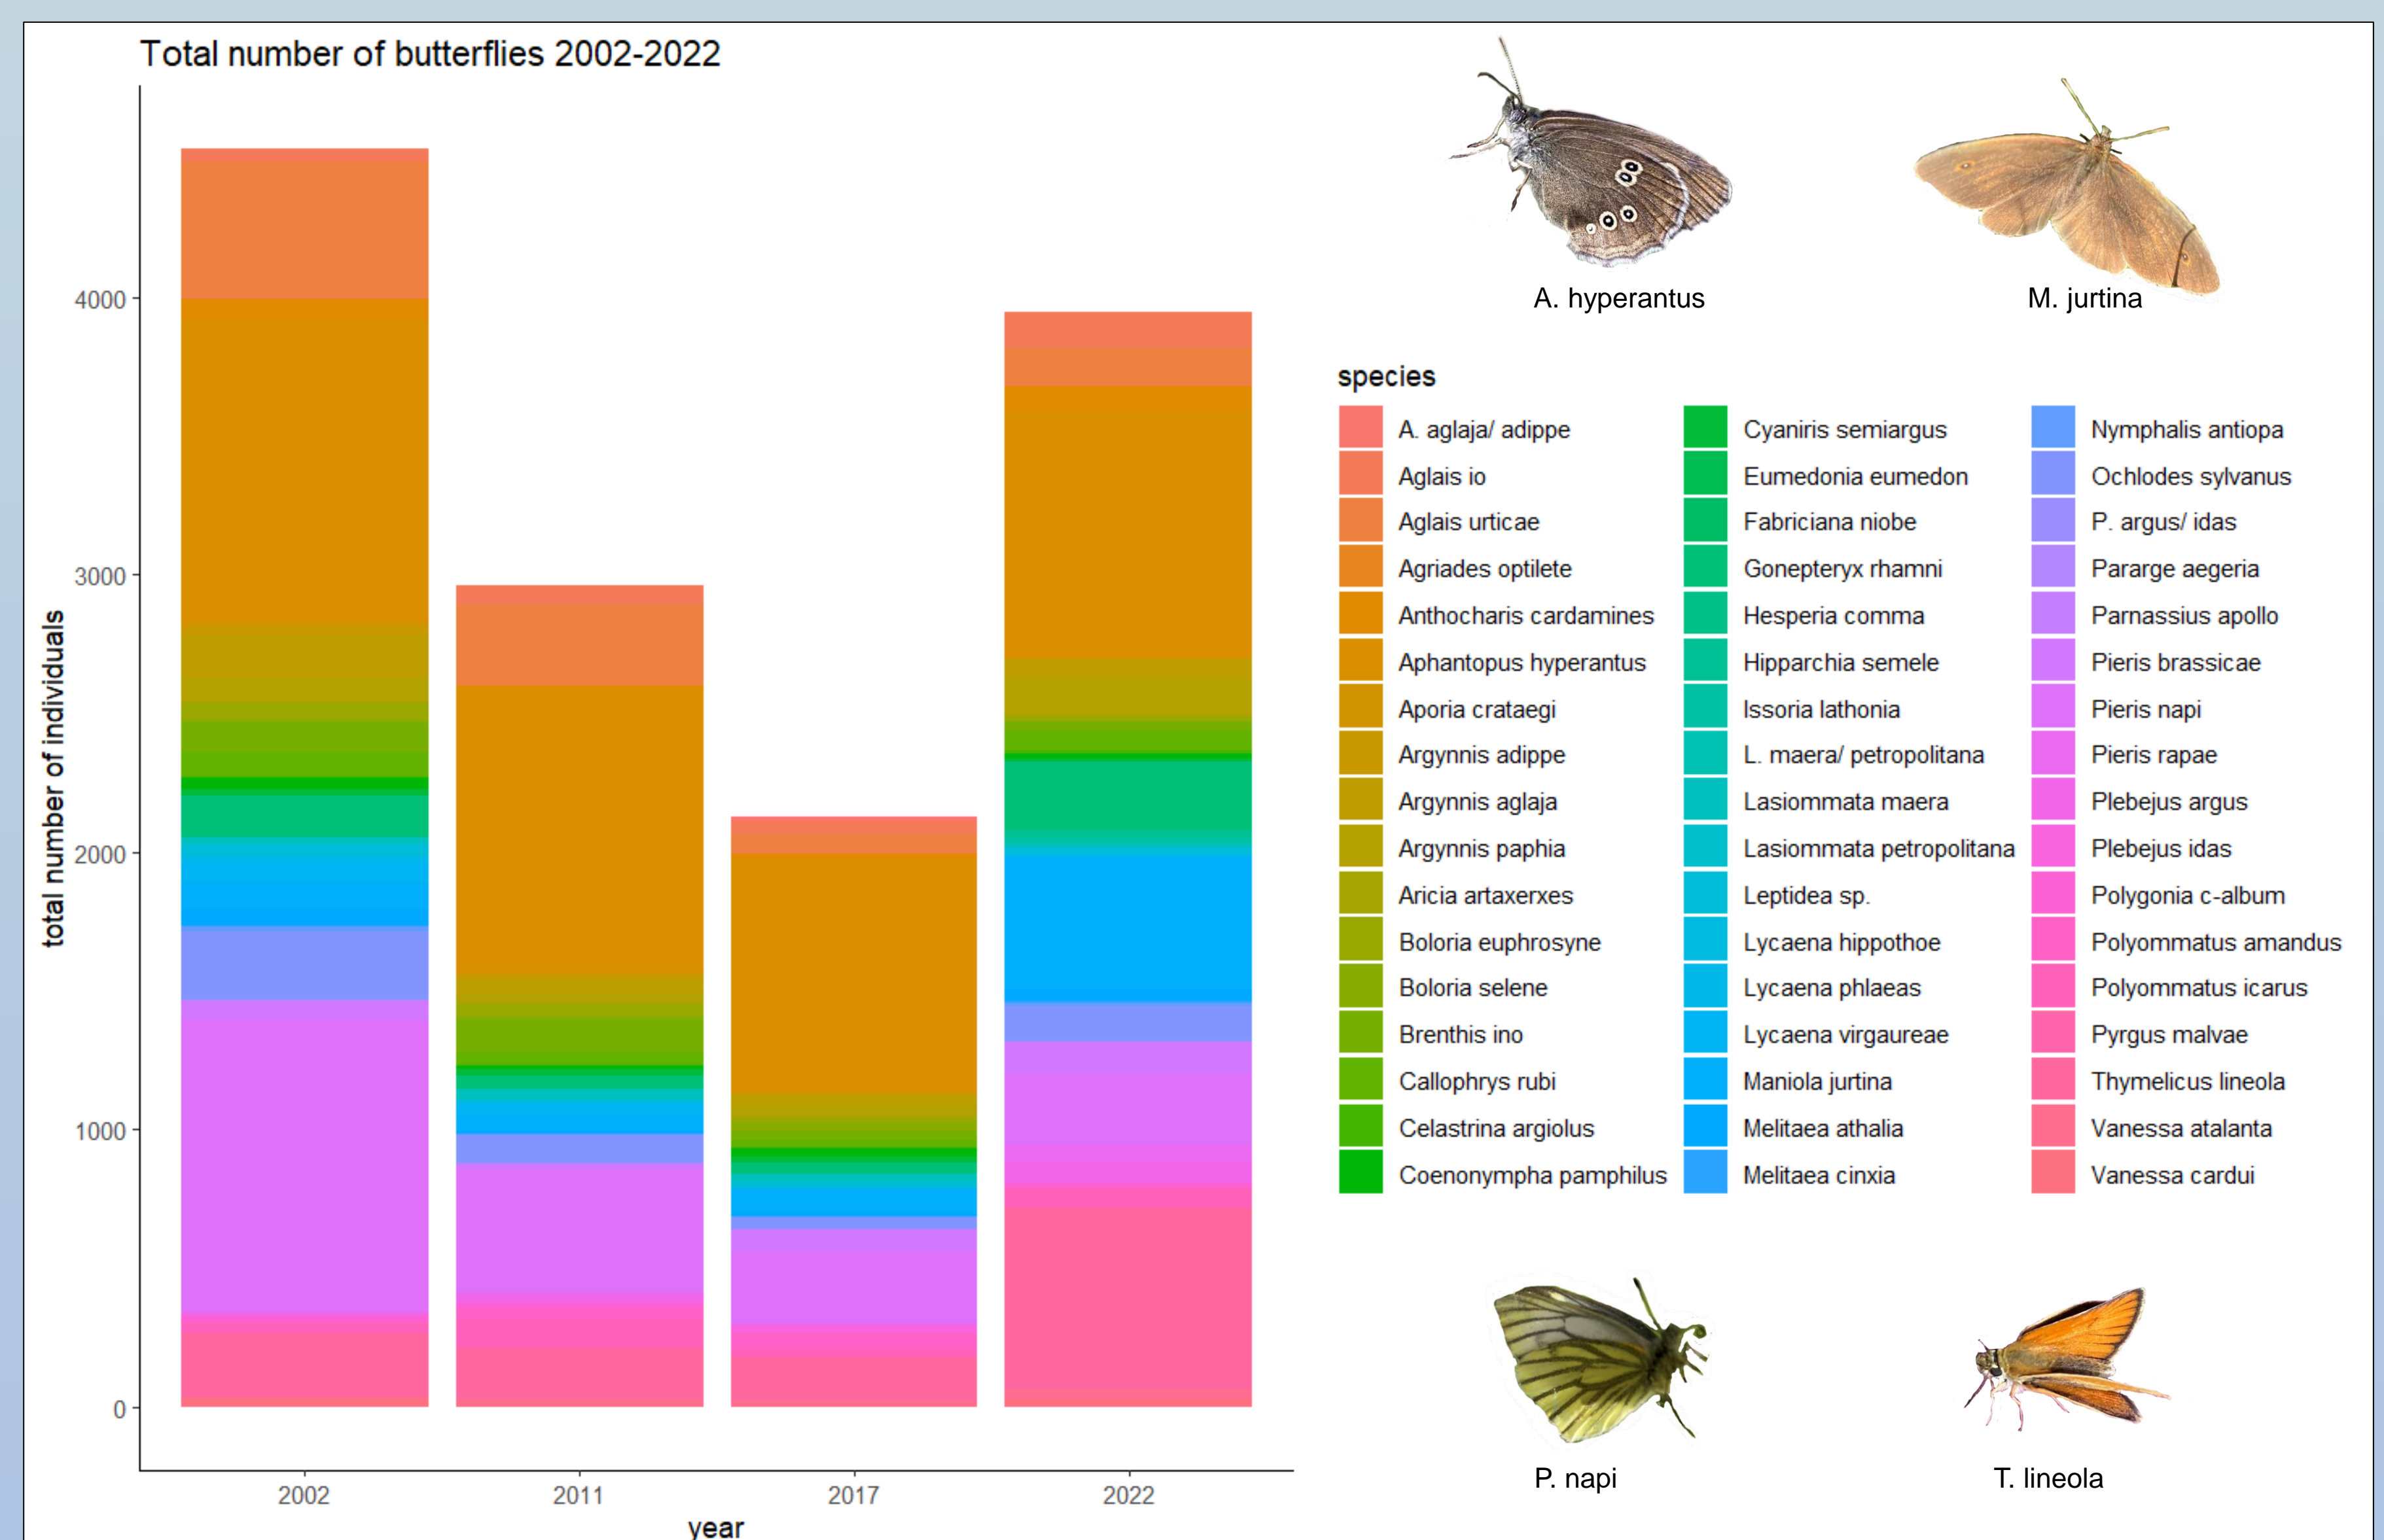 Total number of butterflies 2002-2022
total number of individuals
4000
3000
2000
1000
0
2002
2011
2017
2022
year
A. hyperantus
M. jurtina
species
A. aglaja/ adippe
Aglais io
Aglais urticae
Agriades optilete
Anthocharis cardamines
Aphantopus hyperantus
Aporia crataegi
Argynnis adippe
Argynnis aglaja
Argynnis paphia
Aricia artaxerxes
Boloria euphrosyne
Boloria selene
Brenthis ino
Callophrys rubi
Celastrina argiolus
Coenonympha pamphilus
Cyaniris semiargus
Eumedonia eumedon
Fabriciana niobe
Gonepteryx rhamni
Hesperia comma
Hipparchia semele
Issoria lathonia
L. maera/ petropolitana
Lasiommata maera
Lasiommata petropolitana
Leptidea sp.
Lycaena hippothoe
Lycaena phlaeas
Lycaena virgaureae
Maniola jurtina
Melitaea athalia
Melitaea cinxia
Nymphalis antiopa
Ochlodes sylvanus
P. argus/ idas
Pararge aegeria
Parnassius apollo
Pieris brassicae
Pieris napi
Pieris rapae
Plebejus argus
Plebejus idas
Polygonia c-album
Polyommatus amandus
Polyommatus icarus
Pyrgus malvae
Thymelicus lineola
Vanessa atalanta
Vanessa cardui
P. napi
T. lineola